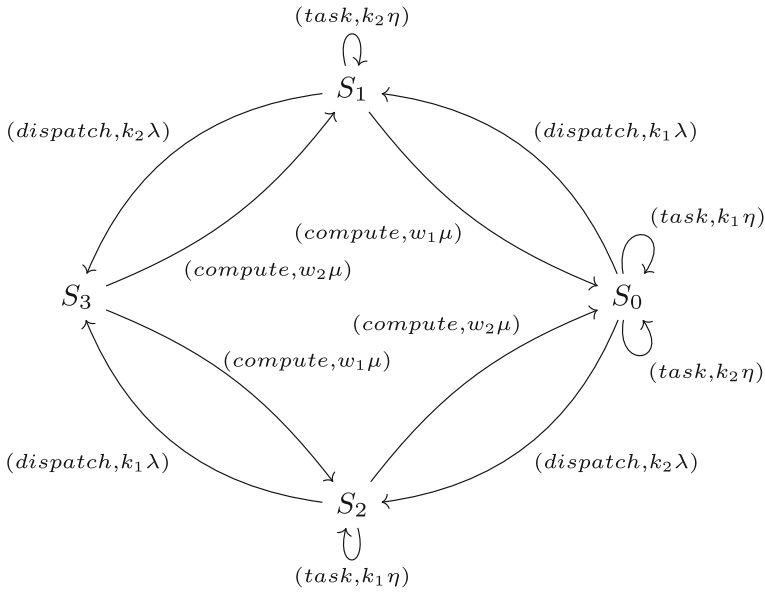 (task,k₂η)
S₁
(dispatch,k₂λ)
(dispatch,k₁λ)
(task,k₁η)
(compute,w₁μ)
(compute,w₂μ)
S₃
S₀
(compute,w₂μ)
(compute,w₁μ)
(task,k₂η)
(dispatch,k₁λ)
(dispatch,k₂λ)
S₂
(task,k₁η)